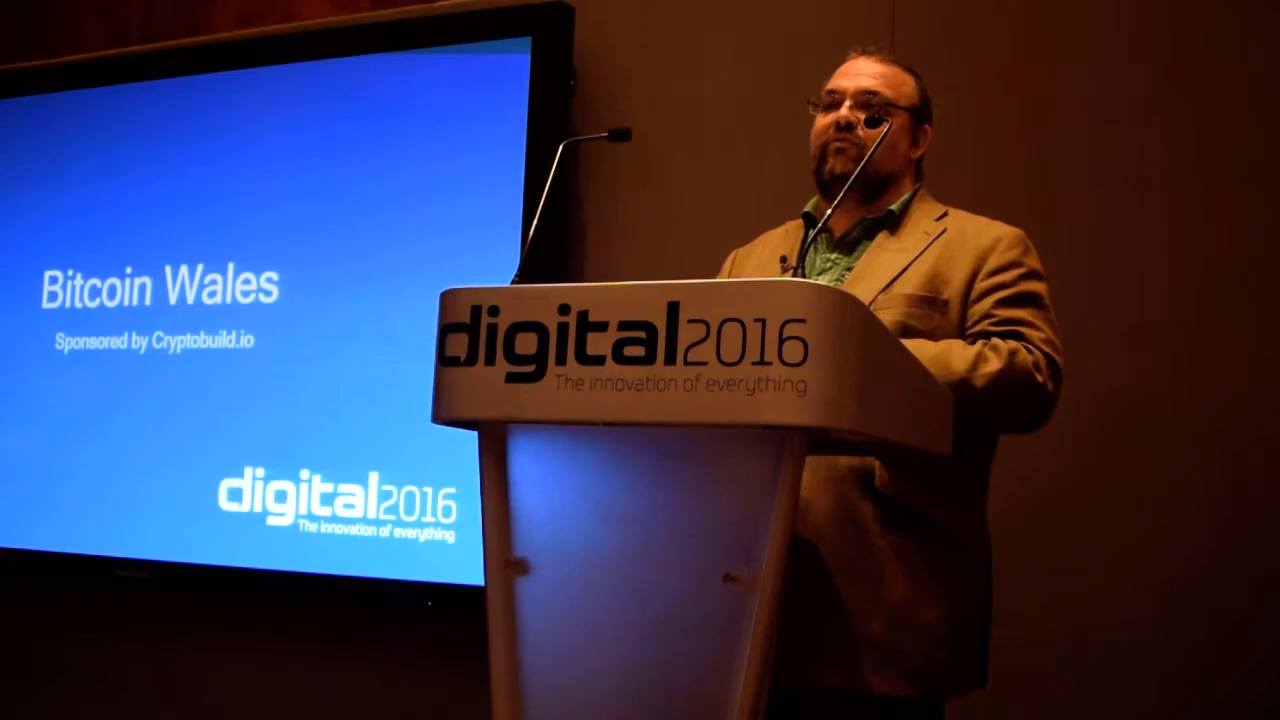 Bitcoin Wales
Sponsored by Cryptobuild.io
digital2016
The innovation of everything
digital2016
The innovation of everything